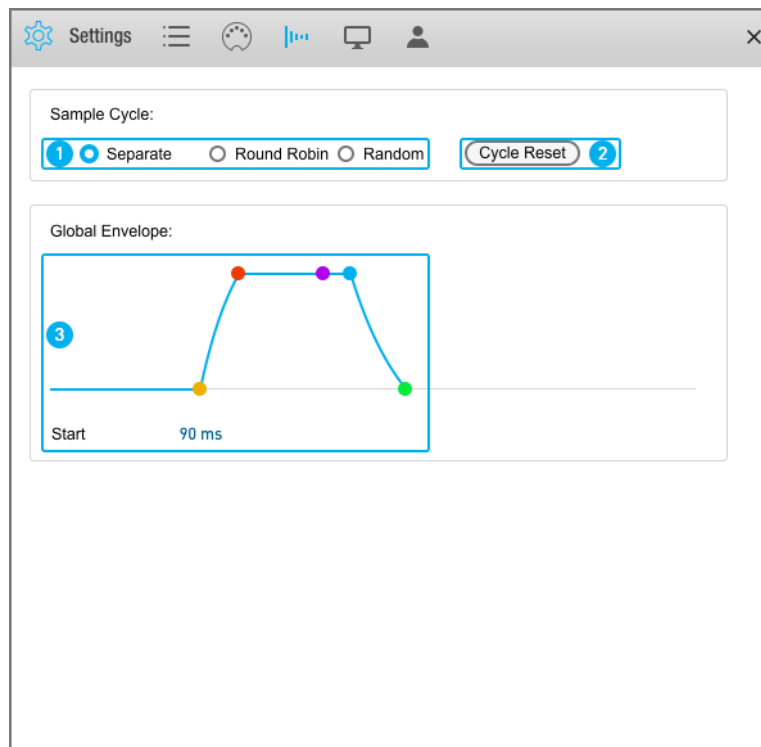 Settings
Sample Cycle:
1 Separate Round Robin Random Cycle Reset 2
Global Envelope:
3
Start 90 ms